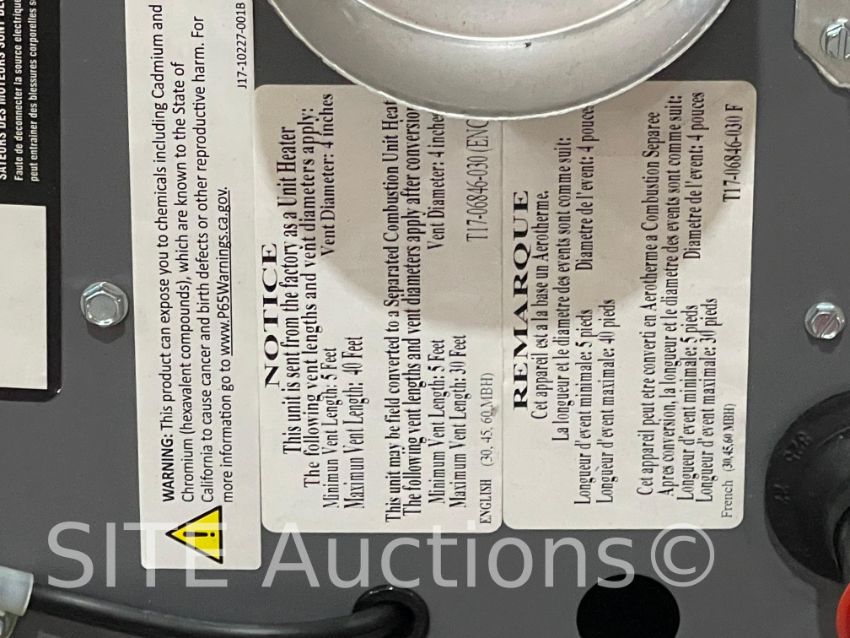 SATEURS DES MOTEURS SONT
Faute de deconnecter la source electrique
peut entrainer des blessures corporelles
WARNING: This product can expose you to chemicals including Cadmium and
Chromium (hexavalent compounds), which are known to the State of
California to cause cancer and birth defects or other reproductive harm. For
more information go to www.P65Warnings.ca.gov.
J17-10227-001B
NOTICE
This unit is sent from the factory as a Unit Heater
The following vent lengths and vent diameters apply:
Minimun Vent Length: 5 Feet Vent Diameter: 4 inches
Maximun Vent Length: 40 Feet
This unit may be field converted to a Separated Combustion Unit Heat
The following vent lengths and vent diameters apply after conversio
Minimun Vent Length: 5 Feet Vent Diameter: 4 inche
Maximun Vent Length: 30 Feet
ENGLISH (30, 45, 60 MBH) T17-06846-030 (ENG
REMARQUE
Cet appareil est a la base un Aerotherme.
La longueur et le diametre des events sont comme suit:
Longueur d'event minimale: 5 pieds Diametre de l'event: 4 pouce
Longueur d'event maximale: 40 pieds
Cet appareil peut etre converti en Aerotherme a Combustion Separee
Apres conversion, la longueur et le diametre des events sont comme suit:
Longueur d'event minimale: 5 pieds Diametre de l'event: 4 pouces
Longueur d'event maximale: 30 pieds
French (30,45,60 MBH) T17-06846-030 F
SITE Auctions©